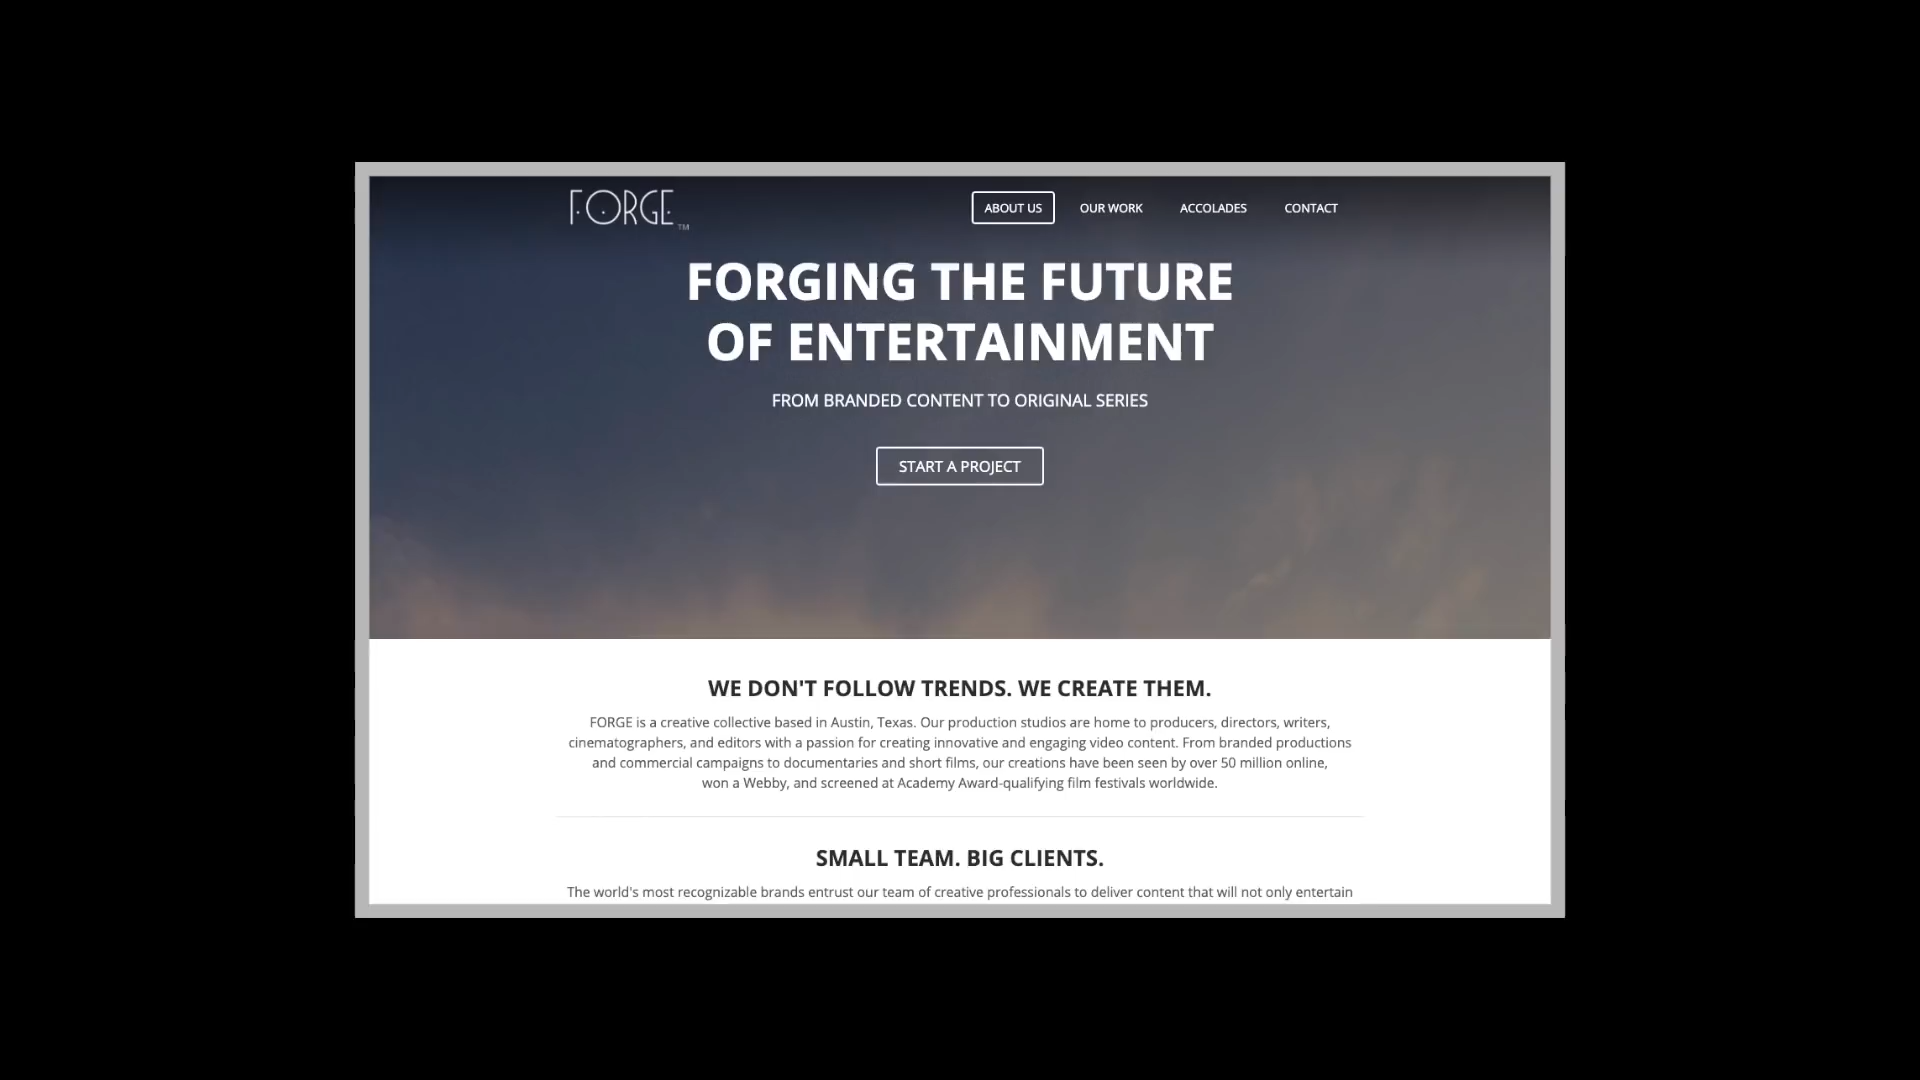 FORGE™
ABOUT US OUR WORK ACCOLADES CONTACT
FORGING THE FUTURE
OF ENTERTAINMENT
FROM BRANDED CONTENT TO ORIGINAL SERIES
START A PROJECT
WE DON'T FOLLOW TRENDS. WE CREATE THEM.
FORGE is a creative collective based in Austin, Texas. Our production studios are home to producers, directors, writers,
cinematographers, and editors with a passion for creating innovative and engaging video content. From branded productions
and commercial campaigns to documentaries and short films, our creations have been seen by over 50 million online,
won a Webby, and screened at Academy Award-qualifying film festivals worldwide.
SMALL TEAM. BIG CLIENTS.
The world's most recognizable brands entrust our team of creative professionals to deliver content that will not only entertain